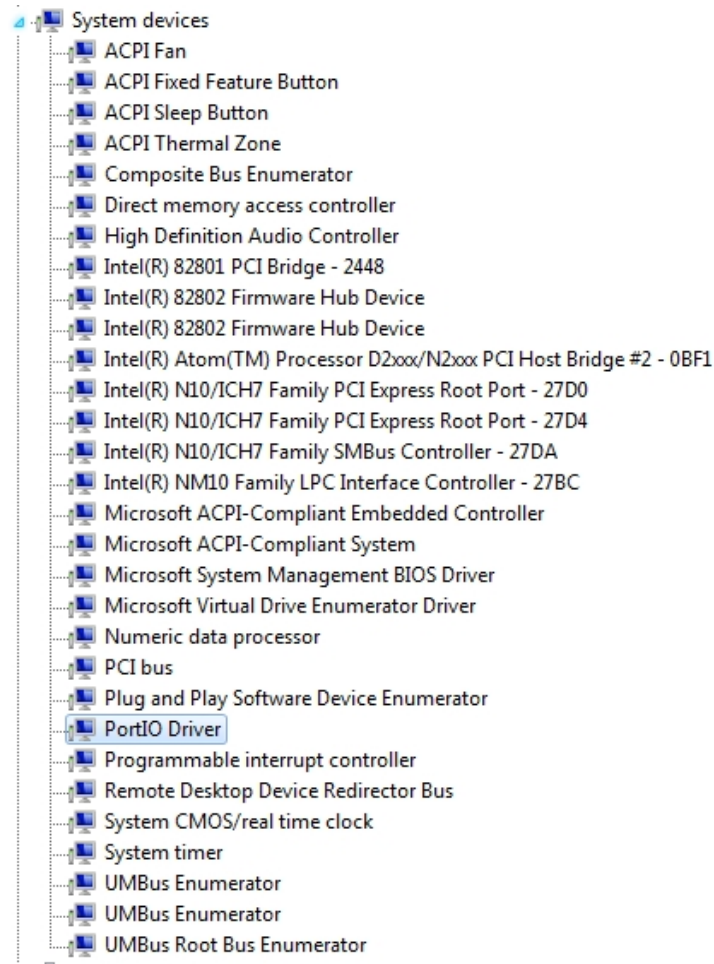 System devices
ACPI Fan
ACPI Fixed Feature Button
ACPI Sleep Button
ACPI Thermal Zone
Composite Bus Enumerator
Direct memory access controller
High Definition Audio Controller
Intel(R) 82801 PCI Bridge - 2448
Intel(R) 82802 Firmware Hub Device
Intel(R) 82802 Firmware Hub Device
Intel(R) Atom(TM) Processor D2xxx/N2xxx PCI Host Bridge #2 - 0BF1
Intel(R) N10/ICH7 Family PCI Express Root Port - 27D0
Intel(R) N10/ICH7 Family PCI Express Root Port - 27D4
Intel(R) N10/ICH7 Family SMBus Controller - 27DA
Intel(R) NM10 Family LPC Interface Controller - 27BC
Microsoft ACPI-Compliant Embedded Controller
Microsoft ACPI-Compliant System
Microsoft System Management BIOS Driver
Microsoft Virtual Drive Enumerator Driver
Numeric data processor
PCI bus
Plug and Play Software Device Enumerator
PortIO Driver
Programmable interrupt controller
Remote Desktop Device Redirector Bus
System CMOS/real time clock
System timer
UMBus Enumerator
UMBus Enumerator
UMBus Root Bus Enumerator